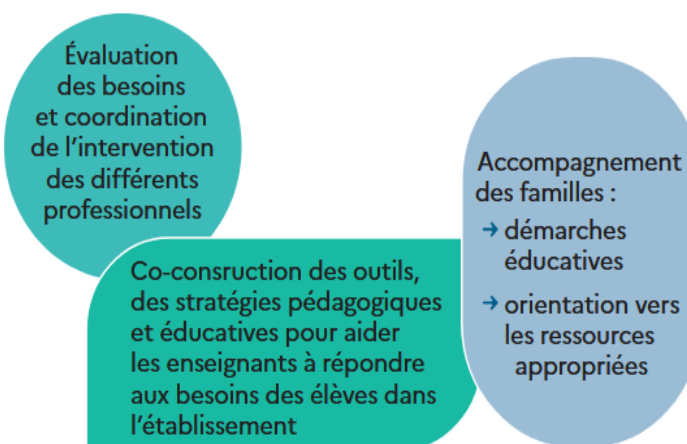 Évaluation
des besoins
et coordination
de l'intervention
des différents
professionnels
Co-consruction des outils,
des stratégies pédagogiques
et éducatives pour aider
les enseignants à répondre
aux besoins des élèves dans
l'établissement
Accompagnement
des familles :
→ démarches
éducatives
→ orientation vers
les ressources
appropriées